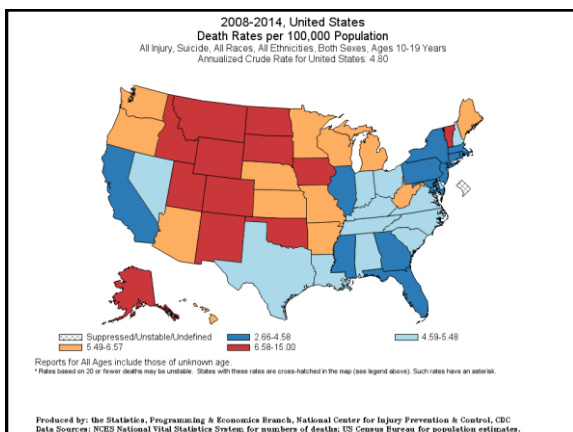 2008-2014, United States
Death Rates per 100,000 Population
All Injury, Suicide, All Races, All Ethnicities, Both Sexes, Ages 10-19 Years
Annualized Crude Rate for United States: 4.80
Suppressed/Unstable/Undefined 2.66-4.58 4.59-5.48
5.49-6.57 6.58-15.00
Reports for All Ages include those of unknown age.
* Rates based on 20 or fewer deaths may be unstable. States with these rates are cross-hatched in the map (see legend above). Such rates have an asterisk.
Produced by: the Statistics, Programming & Economics Branch, National Center for Injury Prevention & Control, CDC
Data Sources: NCHS National Vital Statistics System for numbers of deaths; US Census Bureau for population estimates.